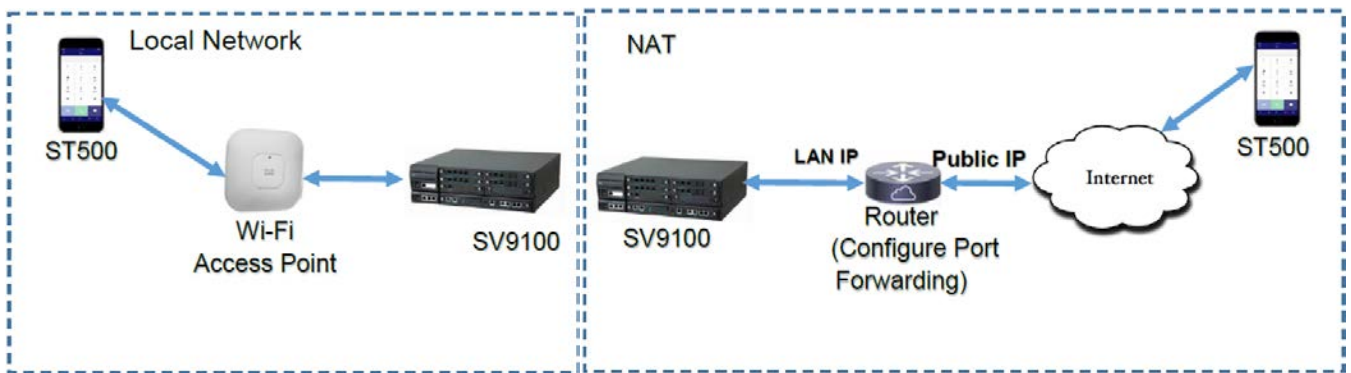 Local Network
ST500
Wi-Fi
Access Point
SV9100
NAT
SV9100
LAN IP
Router
(Configure Port
Forwarding)
Public IP
Internet
ST500